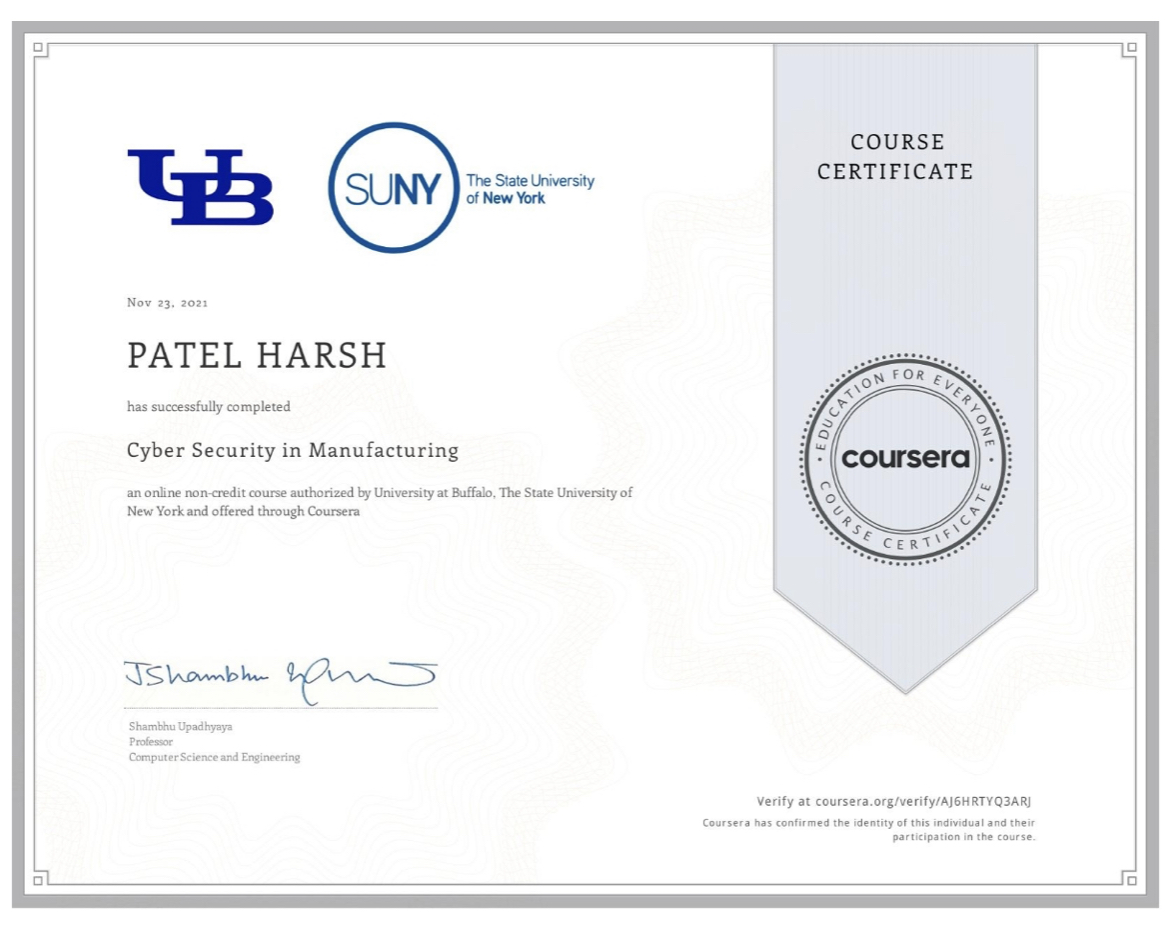 UB
SUNY
The State University
of New York
COURSE
CERTIFICATE
Nov 23, 2021
PATEL HARSH
has successfully completed
Cyber Security in Manufacturing
an online non-credit course authorized by University at Buffalo, The State University of
New York and offered through Coursera
EDUCATION FOR EVERYONE
coursera
COURSE CERTIFICATE
JShambhu
Shambhu Upadhyaya
Professor
Computer Science and Engineering
Verify at coursera.org/verify/AJ6HRTYQ3ARJ
Coursera has confirmed the identity of this individual and their
participation in the course.